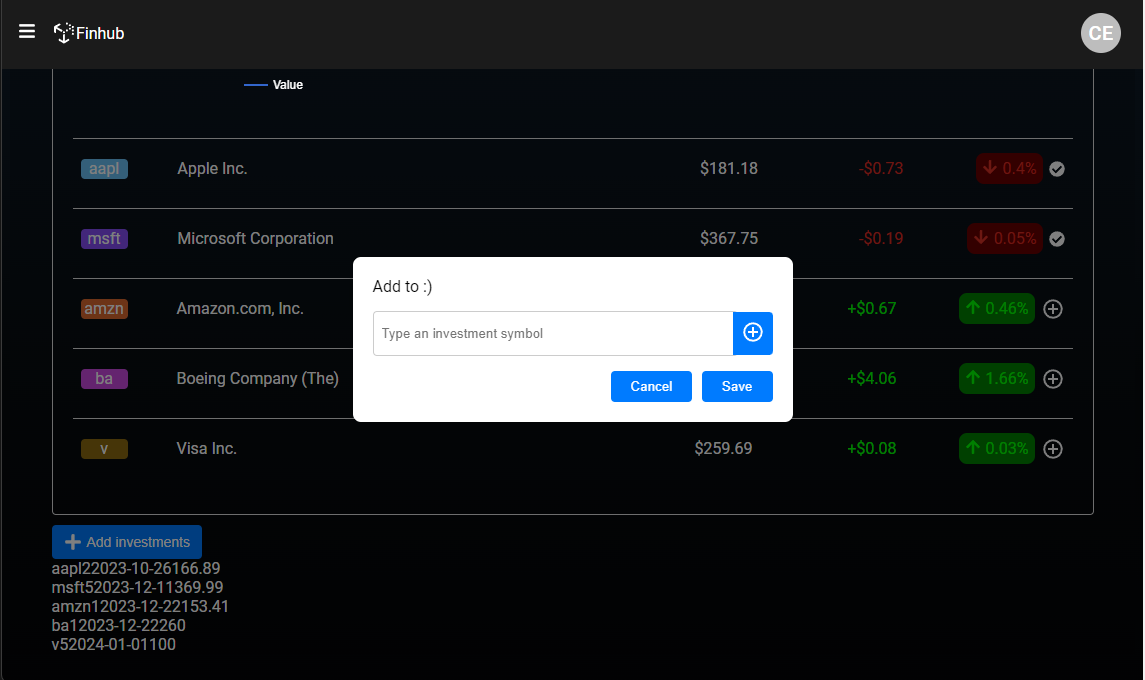 Finhub
CE
Value
aapl Apple Inc. $181.18 -$0.73 0.4%
msft Microsoft Corporation $367.75 -$0.19 0.05%
Add to :)
amzn Amazon.com, Inc. +$0.67 0.46%
Type an investment symbol
ba Boeing Company (The) +$4.06 1.66%
Cancel Save
v Visa Inc. $259.69 +$0.08 0.03%
Add investments
aapl22023-10-26166.89
msft52023-12-11369.99
amzn12023-12-22153.41
ba12023-12-22260
v52024-01-01100